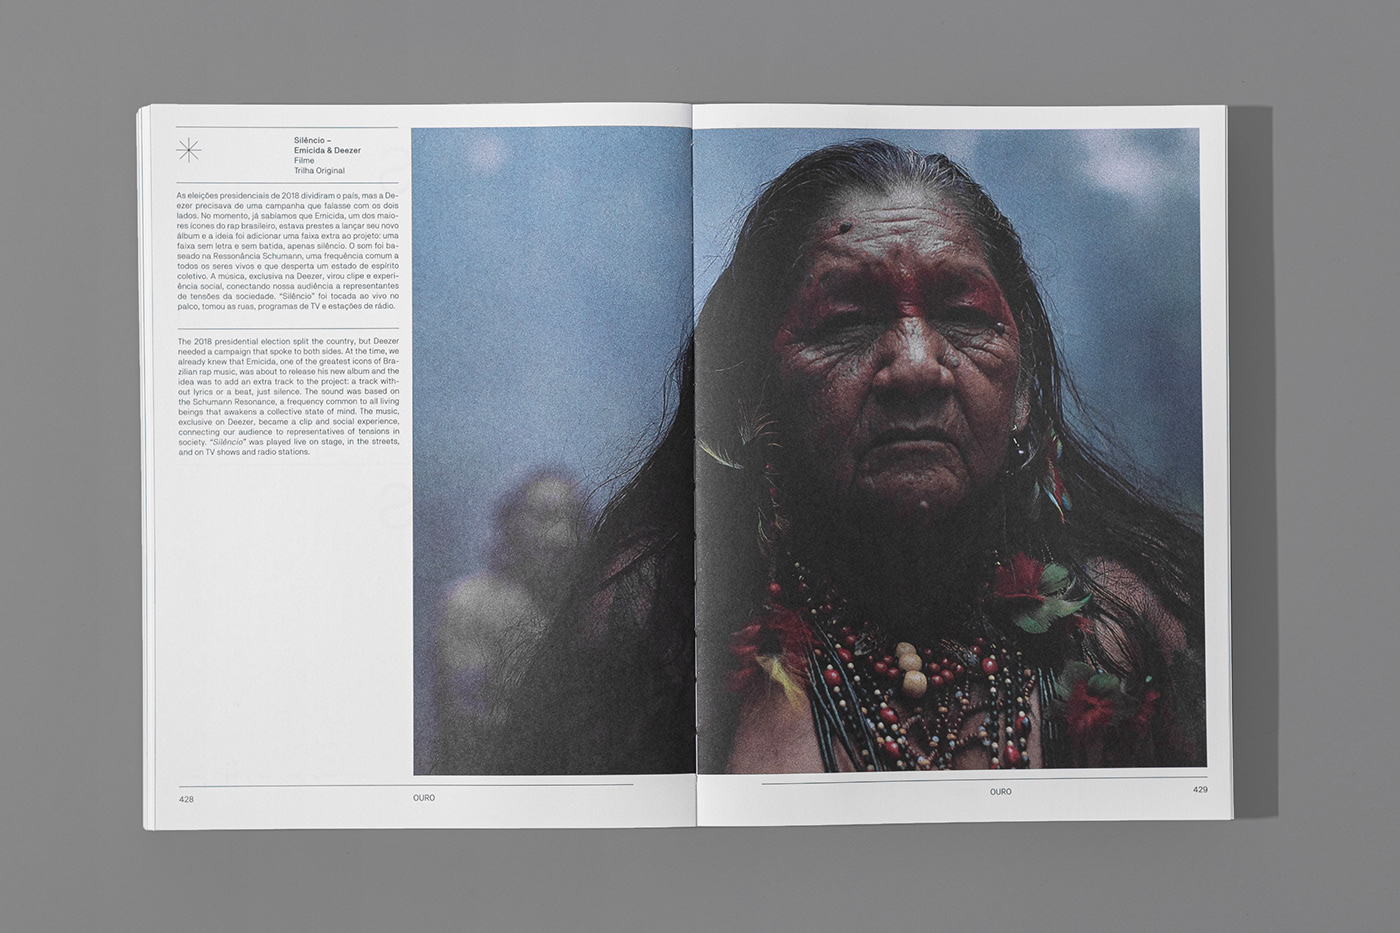 Silêncio –
Emicida & Deezer
Filme
Trilha Original
As eleições presidenciais de 2018 dividiram o país, mas a De-
ezer precisava de uma campanha que falasse com os dois
lados. No momento, já sabíamos que Emicida, um dos maio-
res ícones do rap brasileiro, estava prestes a lançar seu novo
álbum e a ideia foi adicionar uma faixa extra ao projeto: uma
faixa sem letra e sem batida, apenas silêncio. O som foi ba-
seado na Ressonância Schumann, uma frequência comum a
todos os seres vivos e que desperta um estado de espírito
coletivo. A música, exclusiva na Deezer, virou clipe e experi-
ência social, conectando nossa audiência a representantes
de tensões da sociedade. “Silêncio” foi tocada ao vivo no
palco, tomou as ruas, programas de TV e estações de rádio.
The 2018 presidential election split the country, but Deezer
needed a campaign that spoke to both sides. At the time, we
already knew that Emicida, one of the greatest icons of Bra-
zilian rap music, was about to release his new album and the
idea was to add an extra track to the project: a track with-
out lyrics or a beat, just silence. The sound was based on
the Schumann Resonance, a frequency common to all living
beings that awakens a collective state of mind. The music,
exclusive on Deezer, became a clip and social experience,
connecting our audience to representatives of tensions in
society. “Silêncio” was played live on stage, in the streets,
and on TV shows and radio stations.
428
OURO
OURO
429